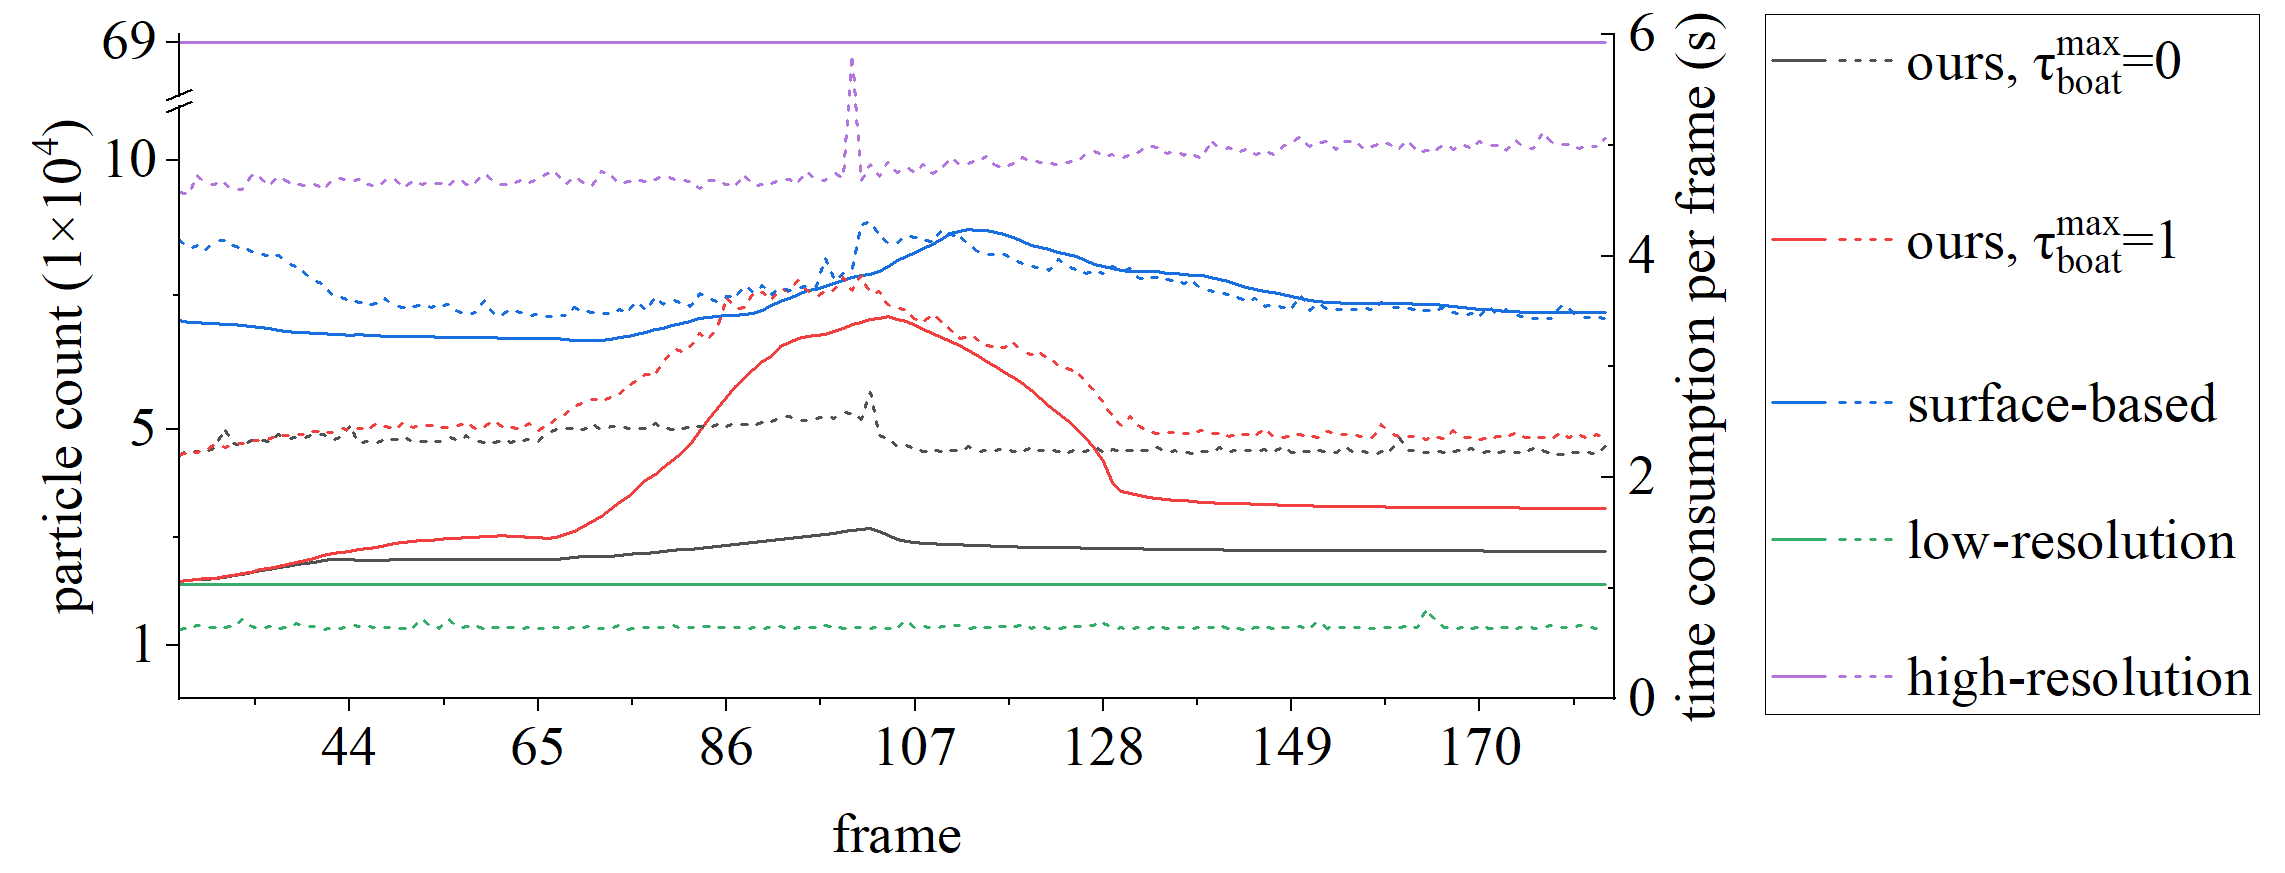 particle count (1×10⁴)
69
10
5
1
44 65 86 107 128 149 170
frame
6
4
2
0
time consumption per frame (s)
ours, τ^max_boat=0
ours, τ^max_boat=1
surface-based
low-resolution
high-resolution